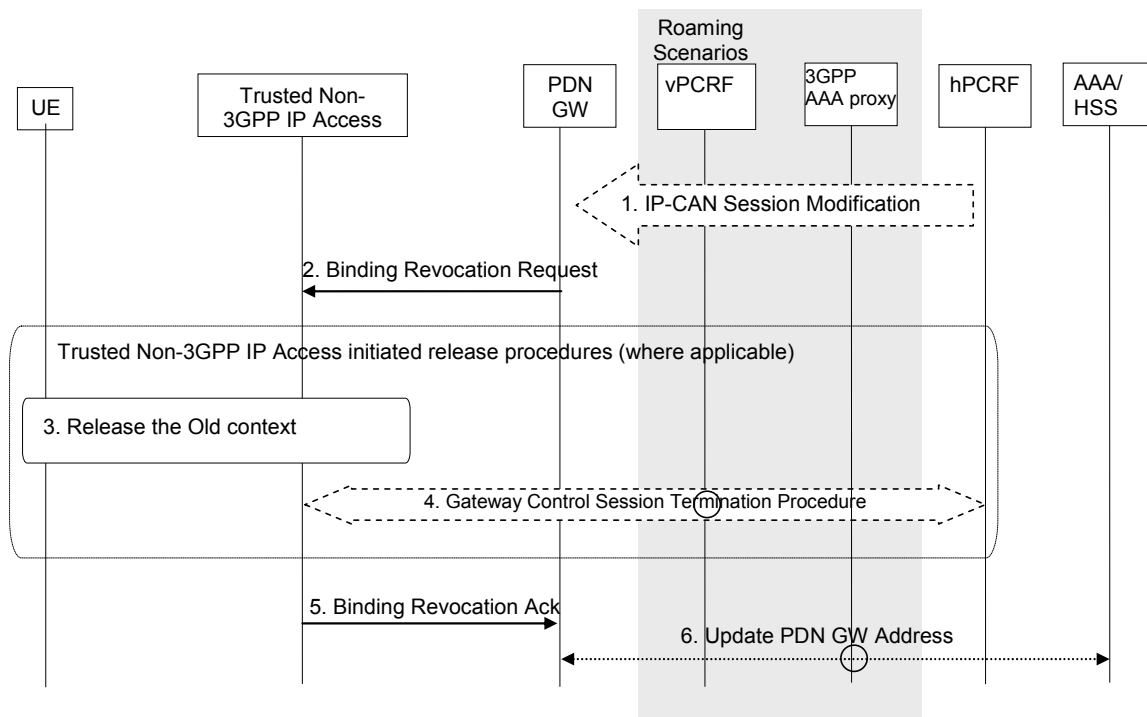 Roaming
Scenarios
UE
Trusted Non-
3GPP IP Access
PDN
GW
vPCRF
3GPP
AAA proxy
hPCRF
AAA/
HSS
1. IP-CAN Session Modification
2. Binding Revocation Request
Trusted Non-3GPP IP Access initiated release procedures (where applicable)
3. Release the Old context
4. Gateway Control Session Termination Procedure
5. Binding Revocation Ack
6. Update PDN GW Address